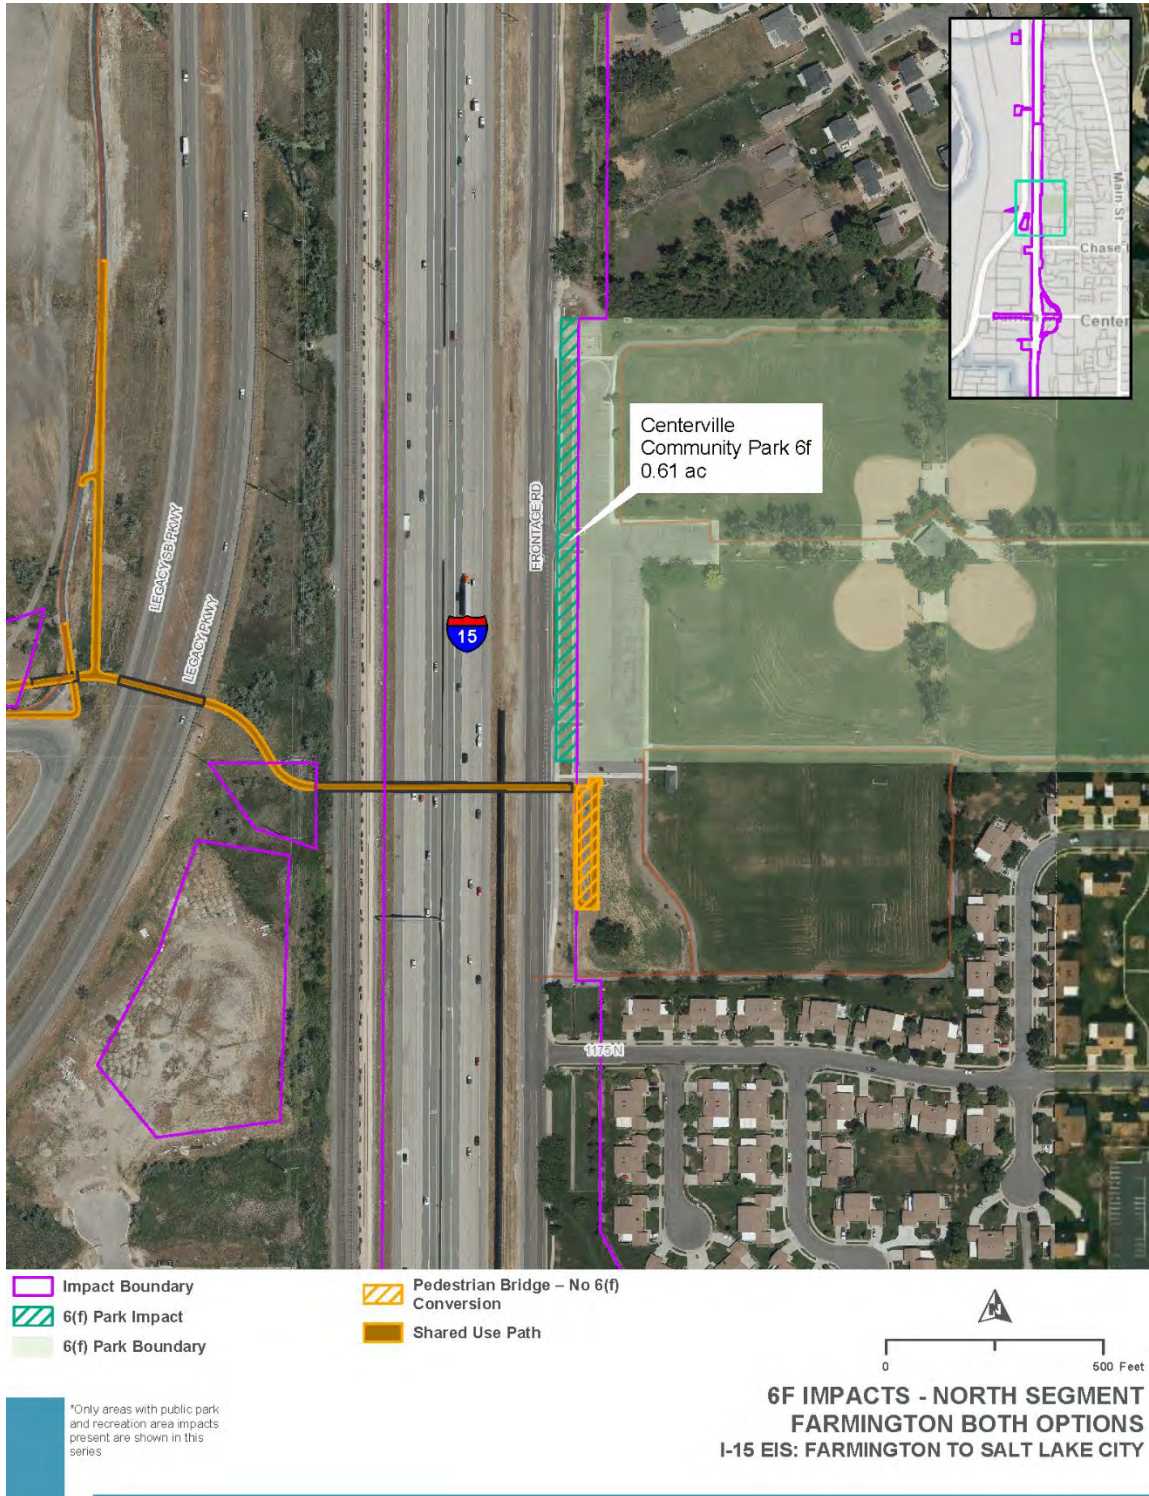 Main St
Chase
Center
Centerville
Community Park 6f
0.61 ac
FRONTAGE RD
LEGACY SB PKWY
LEGACY PKWY
15
1175 N
Impact Boundary
6(f) Park Impact
6(f) Park Boundary
Pedestrian Bridge – No 6(f)
Conversion
Shared Use Path
N
0
500 Feet
6F IMPACTS - NORTH SEGMENT
FARMINGTON BOTH OPTIONS
I-15 EIS: FARMINGTON TO SALT LAKE CITY
*Only areas with public park
and recreation area impacts
present are shown in this
series